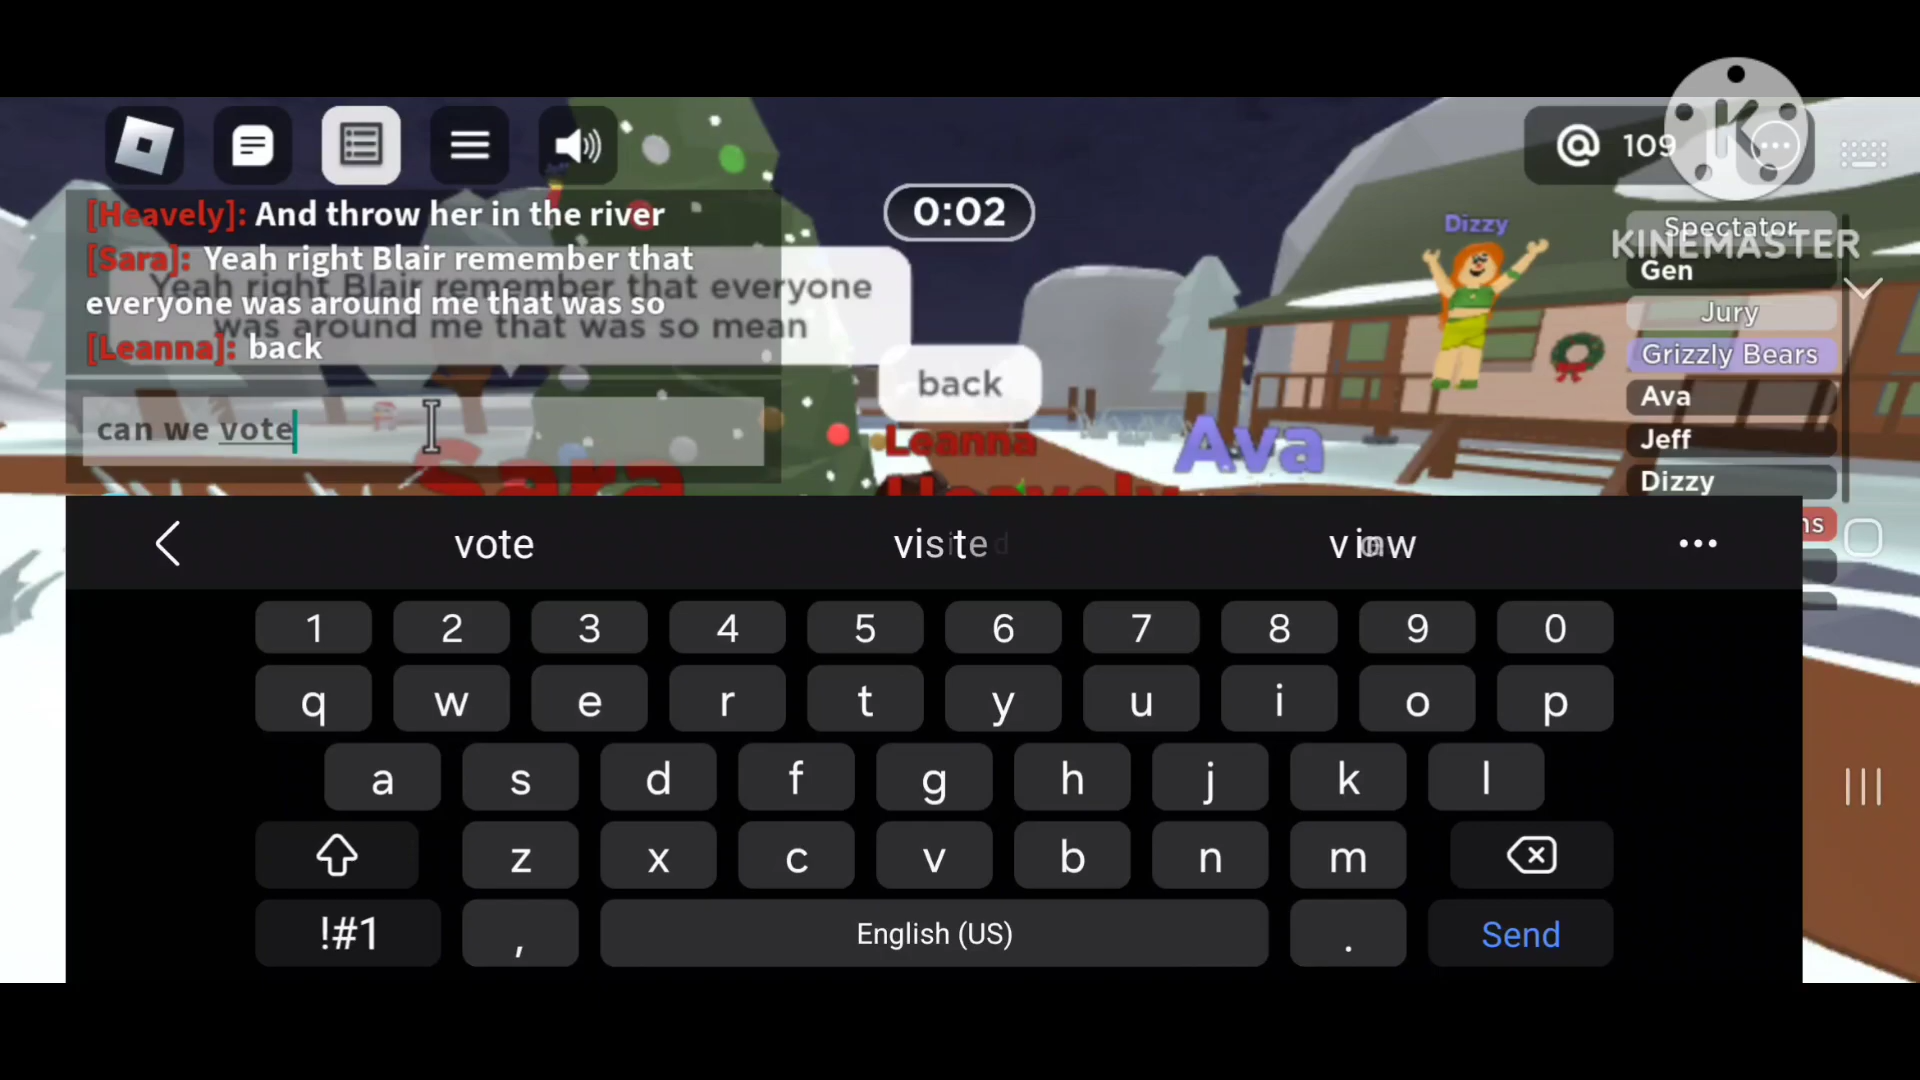 109
KINEMASTER
[Heavely]: And throw her in the river
[Sara]: Yeah right Blair remember that
everyone was around me that was so
[Leanna]: back
Yeah right Blair remember that everyone
was around me that was so mean
can we vote
0:02
back
Leanna
Heavely
Sara
Ava
Dizzy
Spectator
Gen
Jury
Grizzly Bears
Ava
Jeff
Dizzy
vote
1 2 3 4 5 6 7 8 9 0
q w e r t y u i o p
a s d f g h j k l
z x c v b n m
!#1 , English (US) . Send